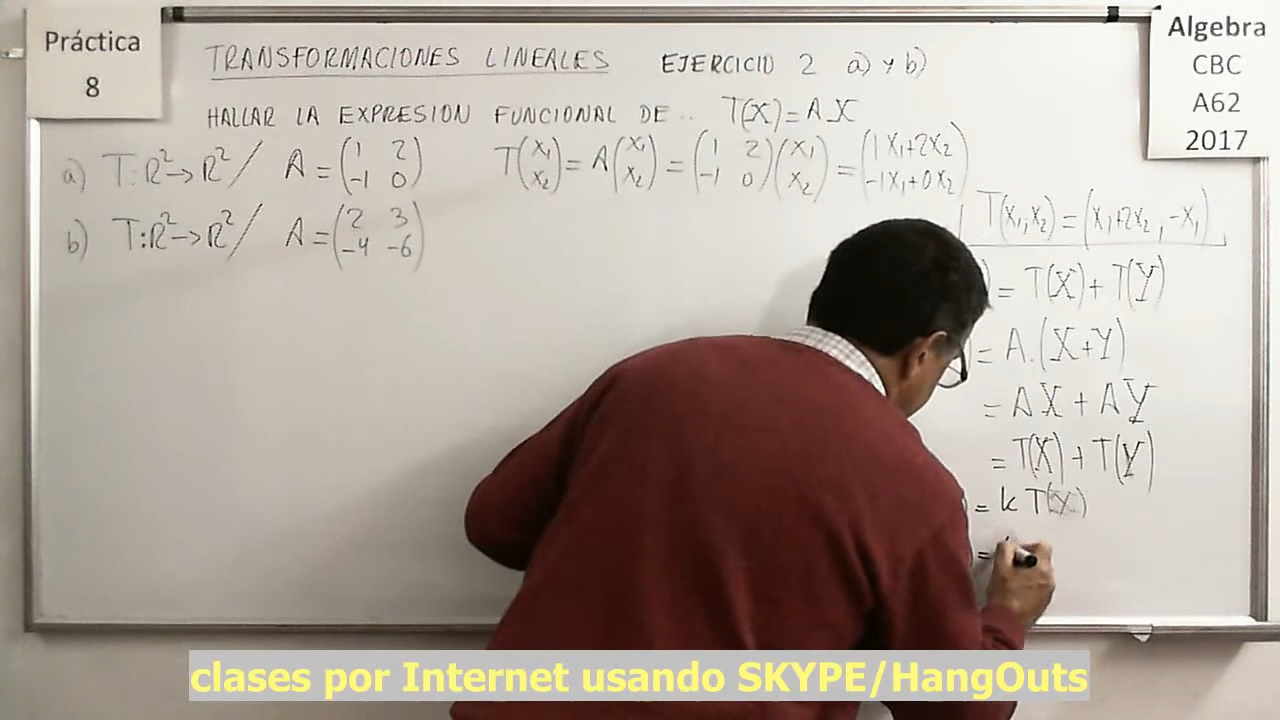 Práctica
8
Algebra
CBC
A62
2017
TRANSFORMACIONES LINEALES EJERCICIO 2 a) y b)
HALLAR LA EXPRESION FUNCIONAL DE .. T(X) = AX
a) T: R² → R² / A = (1 2
-1 0) T(x₁
x₂) = A(x₁
x₂) = (1 2
-1 0)(x₁
x₂) = (1x₁+2x₂
-1x₁+0x₂)
T(x₁,x₂) = (x₁+2x₂, -x₁)
b) T: R² → R² / A = (2 3
-4 -6)
) = T(X) + T(Y)
= A.(X+Y)
= AX + AY
= T(X) + T(Y)
) = k T(X)
=
clases por Internet usando SKYPE/HangOuts